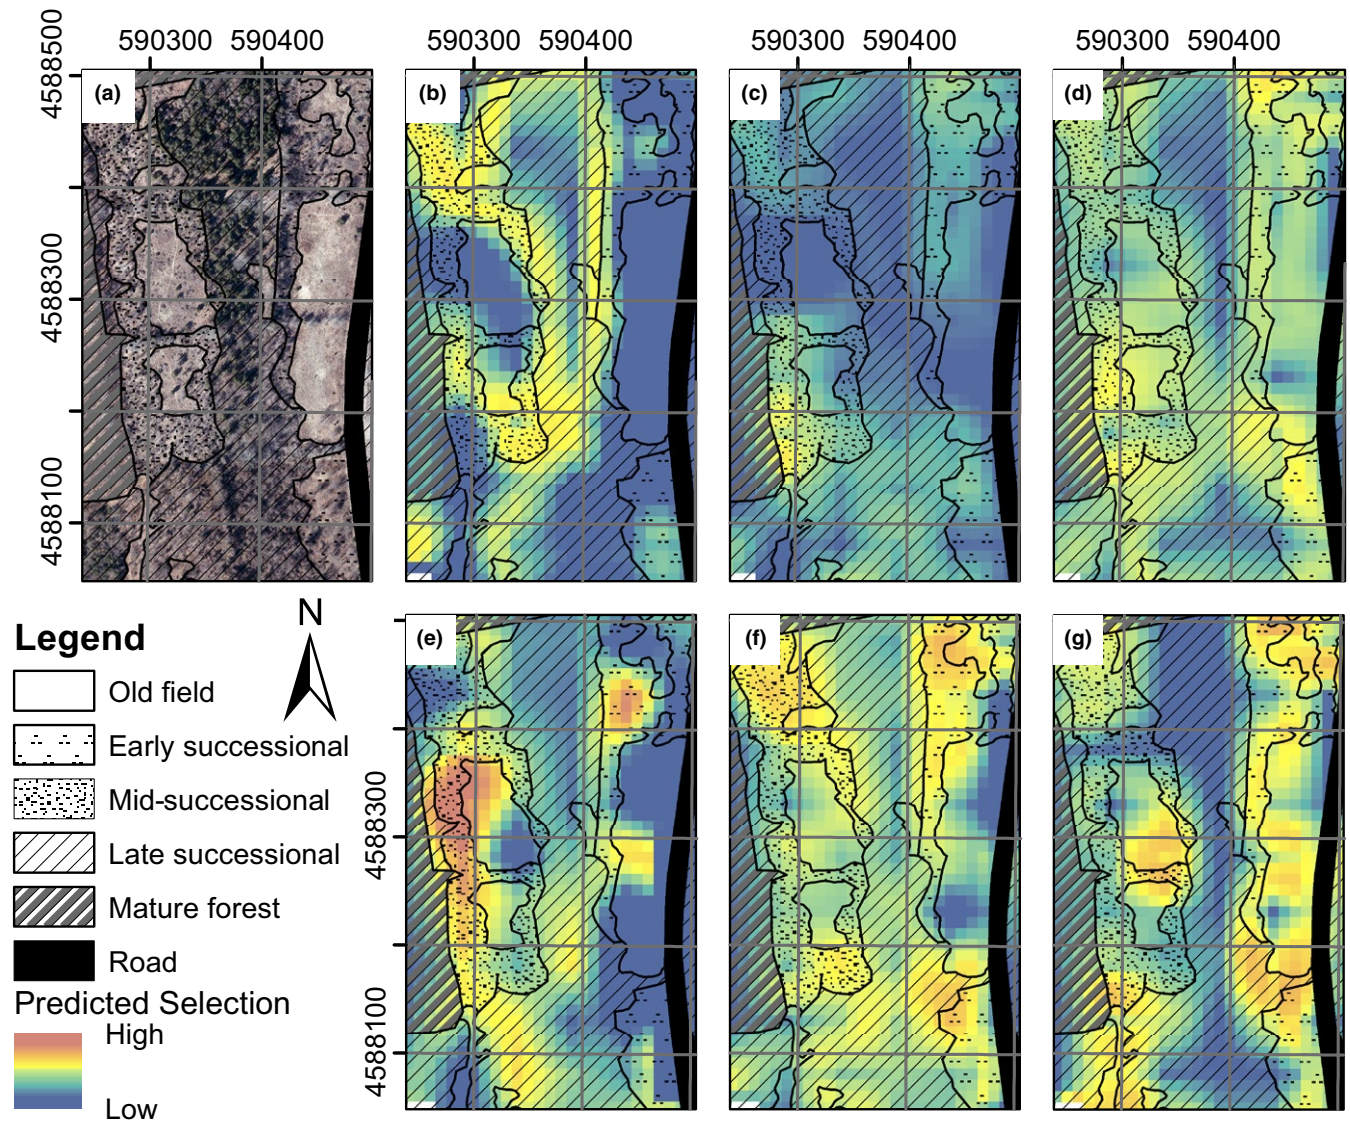 590300 590400 590300 590400 590300 590400 590300 590400
4588500
4588300
4588100
(a)
(b)
(c)
(d)
(e)
(f)
(g)
4588300
4588100
N
Legend
Old field
Early successional
Mid-successional
Late successional
Mature forest
Road
Predicted Selection
High
Low